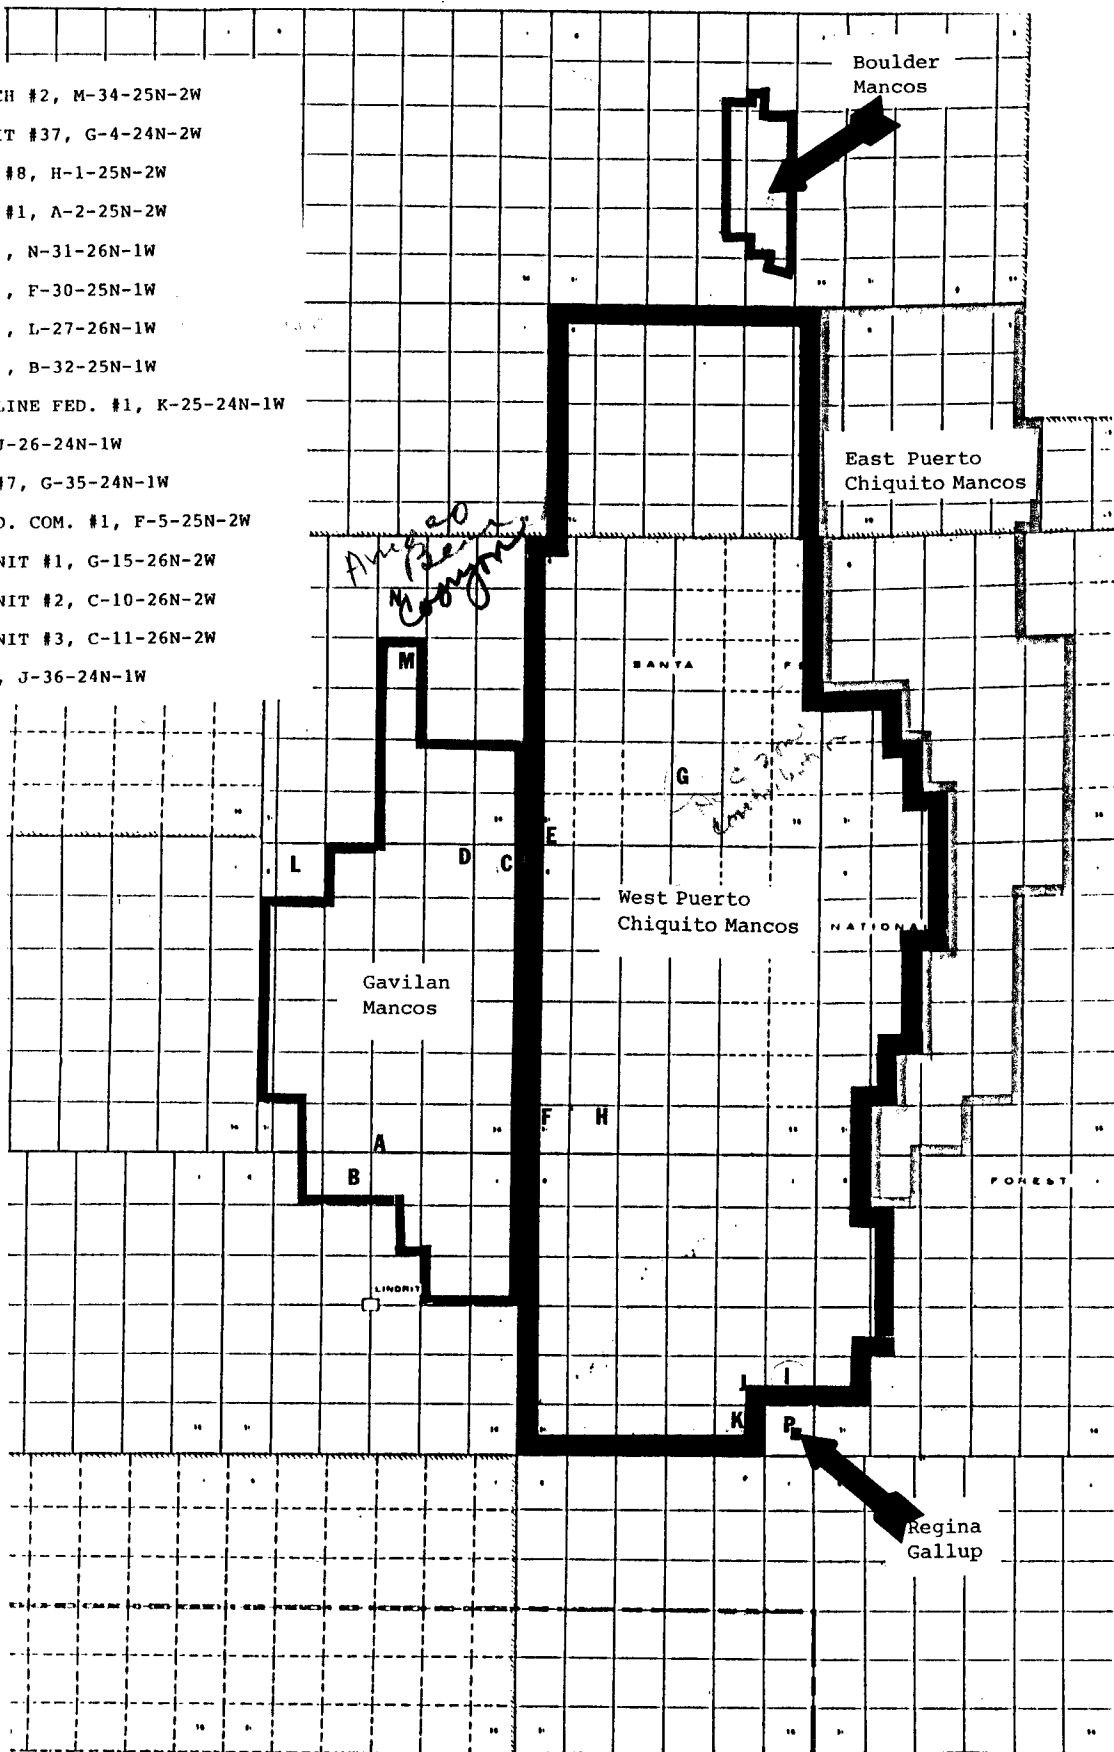 CH #2, M-34-25N-2W
IT #37, G-4-24N-2W
#8, H-1-25N-2W
#1, A-2-25N-2W
, N-31-26N-1W
, F-30-25N-1W
, L-27-26N-1W
, B-32-25N-1W
LINE FED. #1, K-25-24N-1W
J-26-24N-1W
#7, G-35-24N-1W
D. COM. #1, F-5-25N-2W
NIT #1, G-15-26N-2W
NIT #2, C-10-26N-2W
NIT #3, C-11-26N-2W
, J-36-24N-1W
Boulder
Mancos
East Puerto
Chiquito Mancos
Canyon
N
M
SANTA
G
E
D
C
L
West Puerto
Chiquito Mancos
NATIONAL
Gavilan
Mancos
F
H
A
B
FOREST
LINDRIT
J
I
K
P
Regina
Gallup